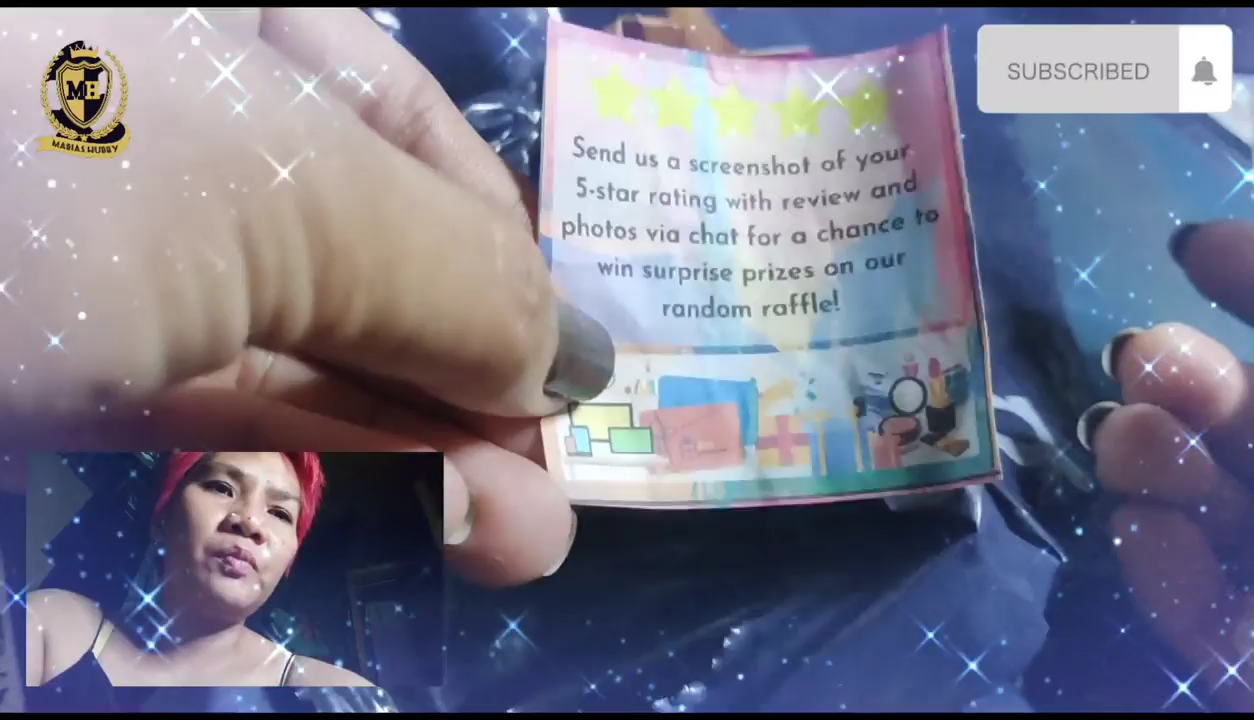 MH
MABIAS HUBBY
SUBSCRIBED
Send us a screenshot of your
5-star rating with review and
photos via chat for a chance to
win surprise prizes on our
random raffle!